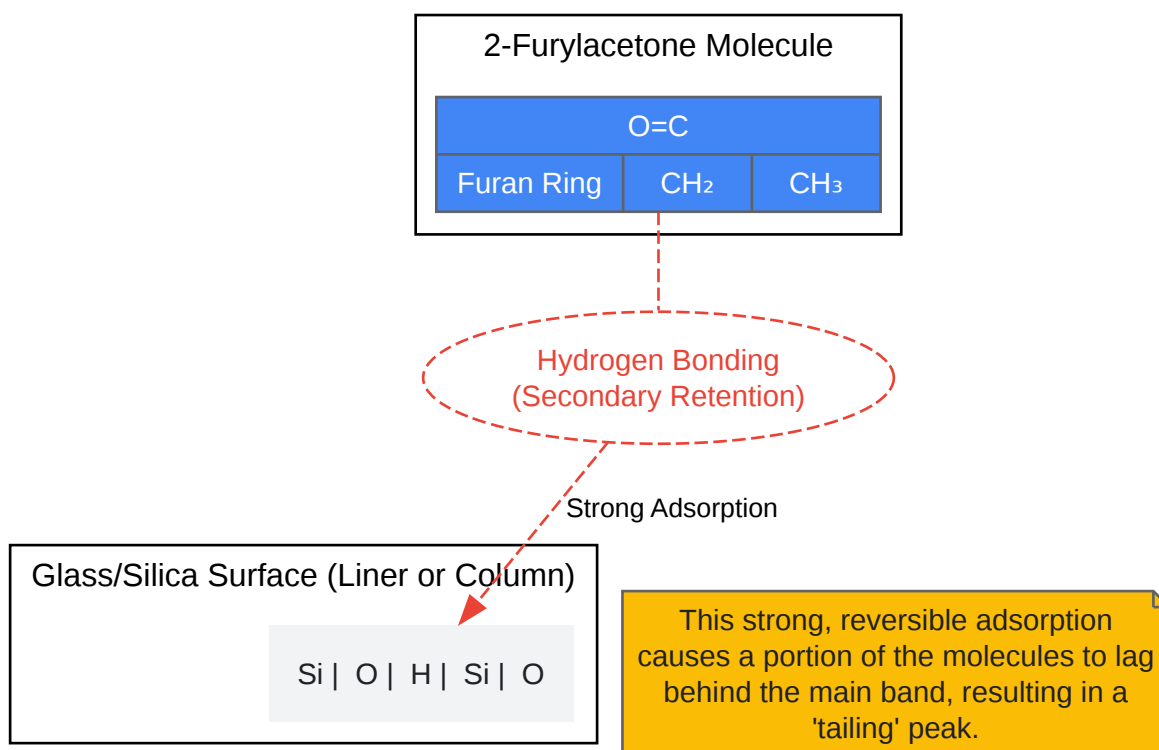 2-Furylacetone Molecule
O=C
Furan Ring CH₂ CH₃
Hydrogen Bonding
(Secondary Retention)
Strong Adsorption
Glass/Silica Surface (Liner or Column)
Si | O | H | Si | O
This strong, reversible adsorption
causes a portion of the molecules to lag
behind the main band, resulting in a
'tailing' peak.